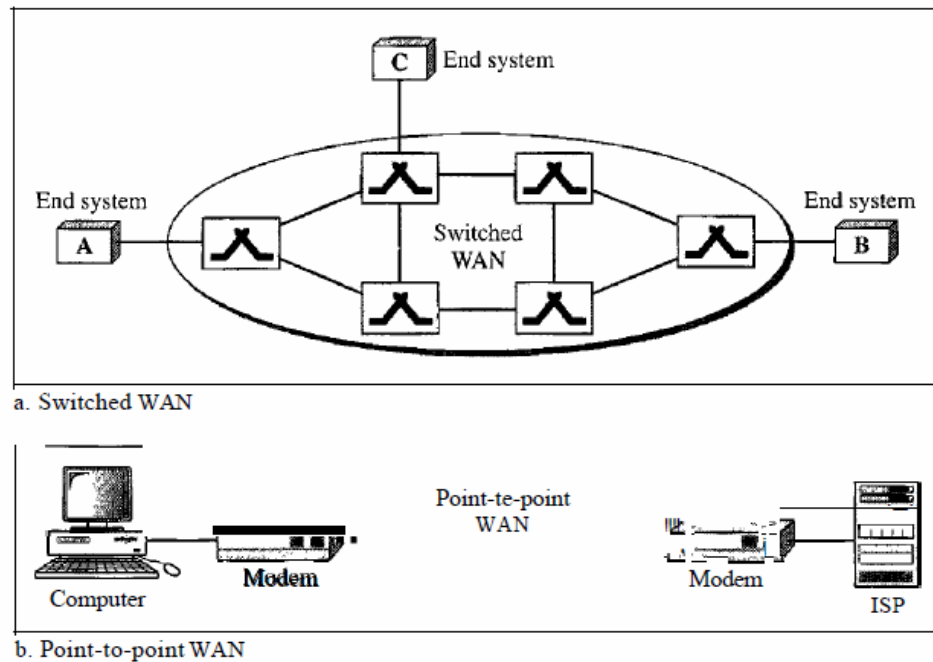 C
End system
End system
A
Switched
WAN
End system
B
a. Switched WAN
Point-te-point
WAN
Computer
Modem
Modem
ISP
b. Point-to-point WAN